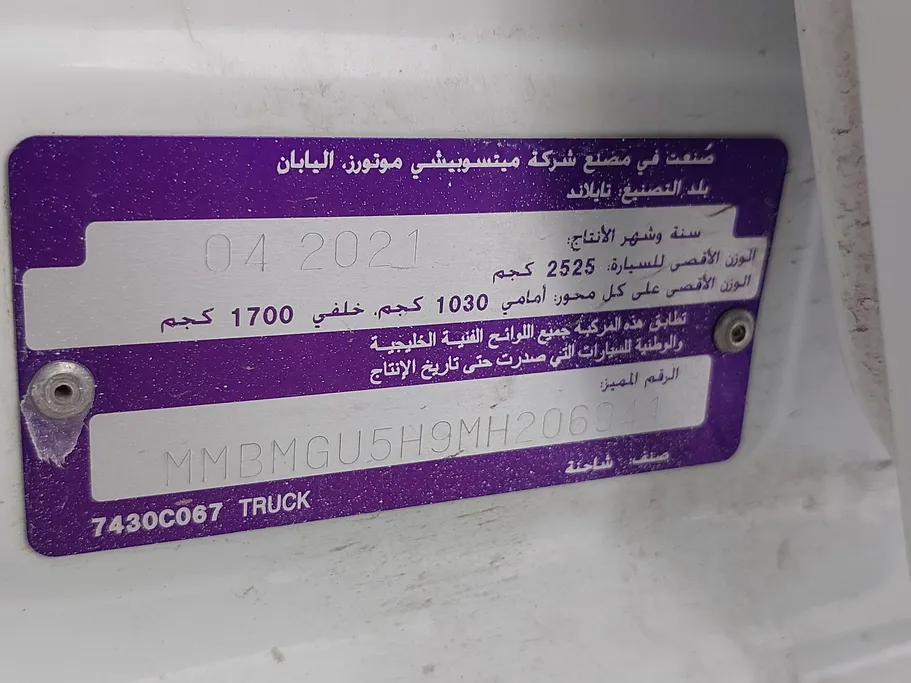 صُنعت في مصنع شركة ميتسوبيشي موتورز، اليابان
بلد التصنيع: تايلاند
سنة وشهر الأنتاج: 04 2021
الوزن الأقصى للسيارة: 2525 كجم
الوزن الأقصى على كل محور: أمامي 1030 كجم، خلفي 1700 كجم
تطابق هذه المركبة جميع اللوائح الفنية الخليجية
والوطنية للسيارات التي صدرت حتى تاريخ الإنتاج
الرقم المميز:
MMBMGU5H9MH206941
صنف: شاحنة
7430C067 TRUCK